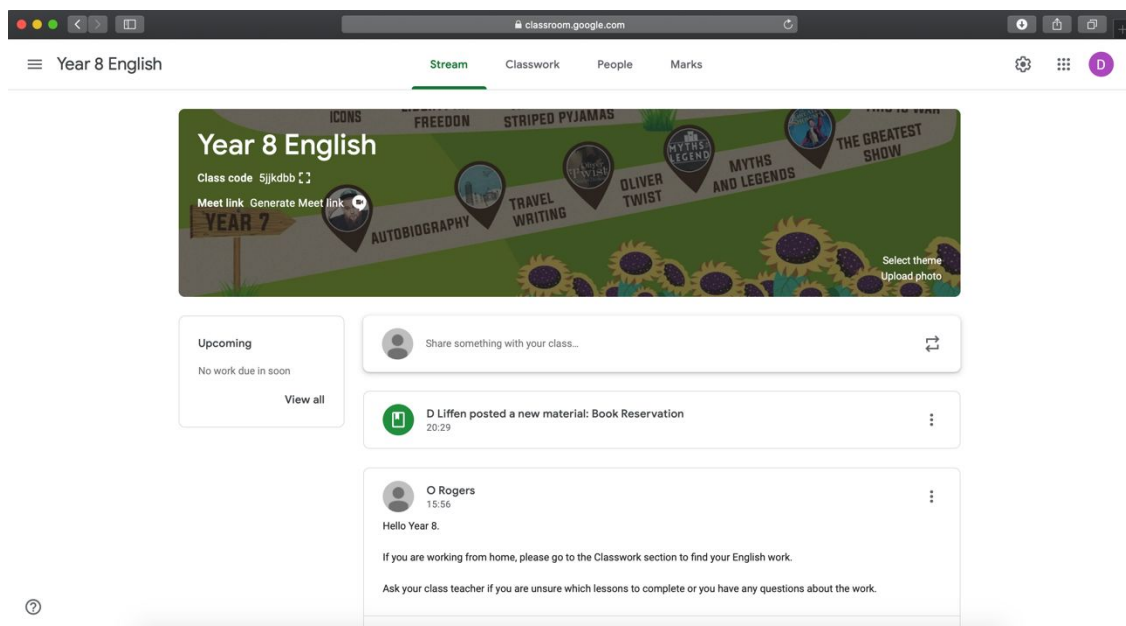 classroom.google.com
Year 8 English
Stream
Classwork
People
Marks
D
ICONS
FREEDON
STRIPED PYJAMAS
THIS IS WAR
THE GREATEST
SHOW
MYTHS
LEGEND
MYTHS
AND LEGENDS
Twist
OLIVER
TWIST
TRAVEL
WRITING
AUTOBIOGRAPHY
YEAR 7
Year 8 English
Class code 5jjkdbb
Meet link Generate Meet link
Select theme
Upload photo
Upcoming
No work due in soon
View all
Share something with your class...
D Liffen posted a new material: Book Reservation
20:29
O Rogers
15:56
Hello Year 8.
If you are working from home, please go to the Classwork section to find your English work.
Ask your class teacher if you are unsure which lessons to complete or you have any questions about the work.